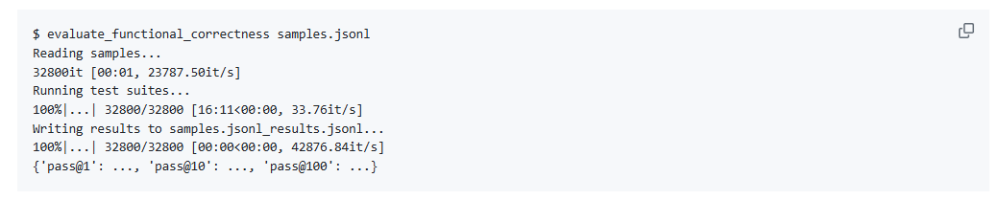 $ evaluate_functional_correctness samples.jsonl
Reading samples...
32800it [00:01, 23787.50it/s]
Running test suites...
100%|...| 32800/32800 [16:11<00:00, 33.76it/s]
Writing results to samples.jsonl_results.jsonl...
100%|...| 32800/32800 [00:00<00:00, 42876.84it/s]
{'pass@1': ..., 'pass@10': ..., 'pass@100': ...}